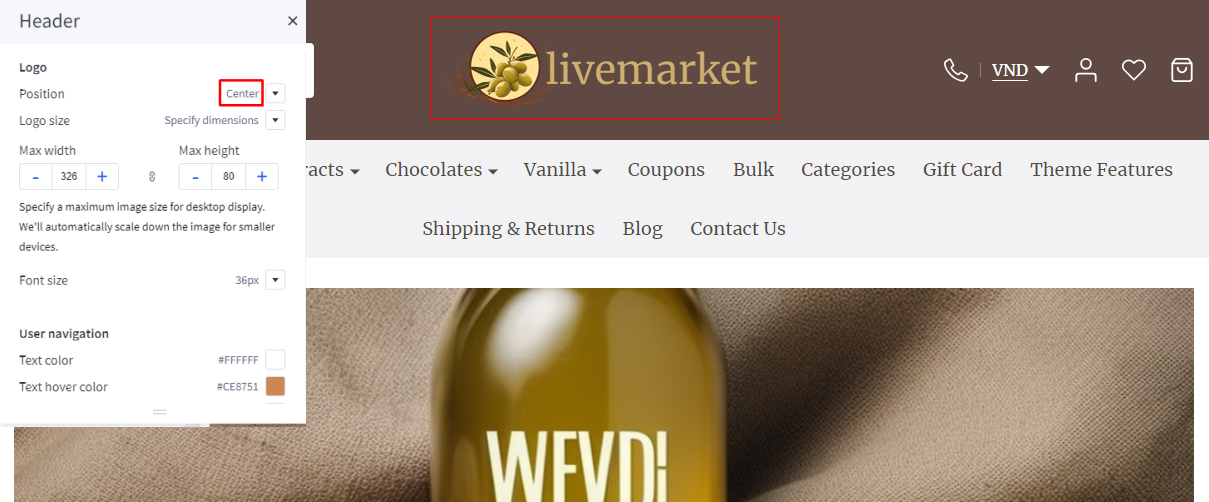 Header
Logo
Position Center
Logo size Specify dimensions
Max width Max height
- 326 + - 80 +
Specify a maximum image size for desktop display.
We'll automatically scale down the image for smaller
devices.
Font size 36px
User navigation
Text color #FFFFFF
Text hover color #CE8751
livemarket
VND
racts Chocolates Vanilla Coupons Bulk Categories Gift Card Theme Features
Shipping & Returns Blog Contact Us